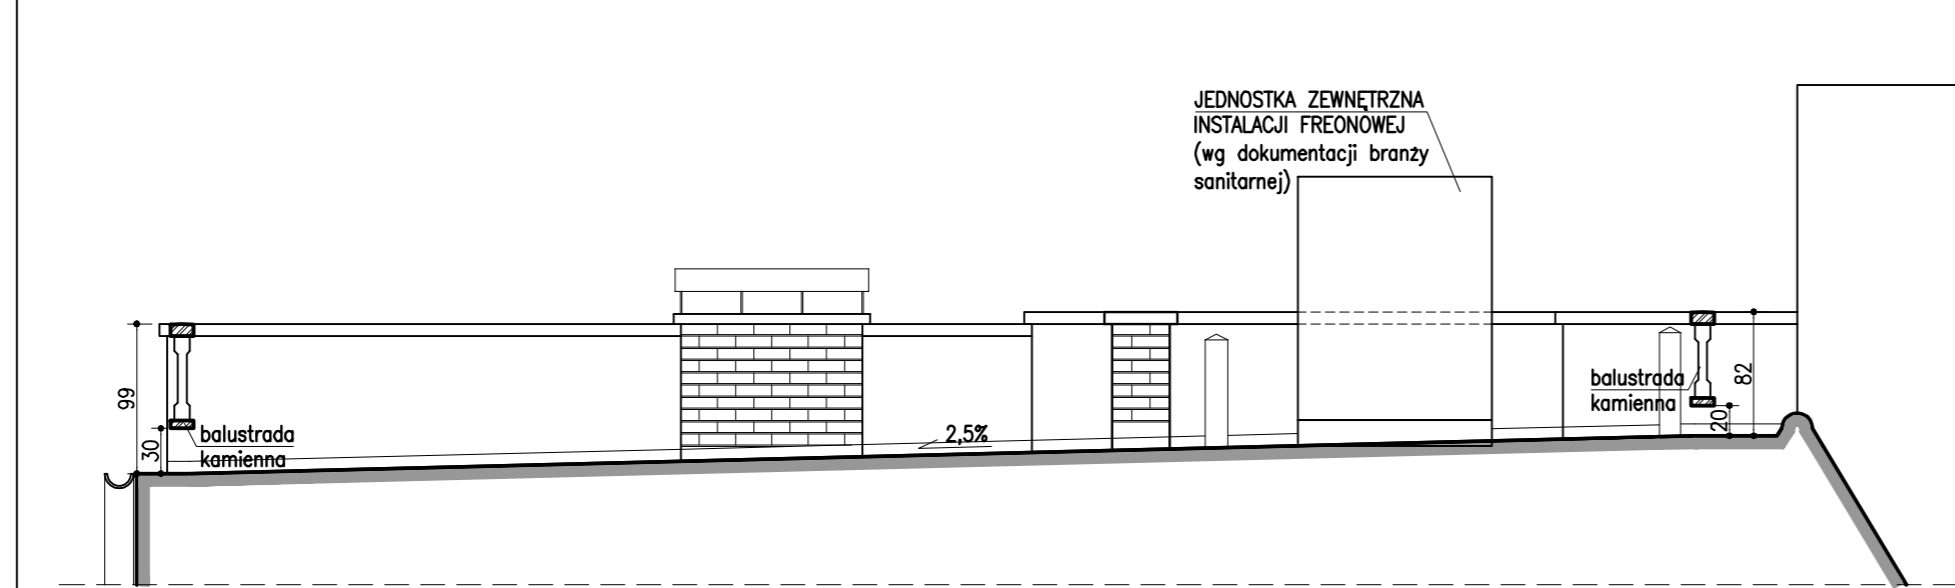 JEDNOSTKA ZEWNĘTRZNA
INSTALACJI FREONOWEJ
(wg dokumentacji branży
sanitarnej)
99
30
balustrada
kamienna
2,5%
balustrada
kamienna
82
20